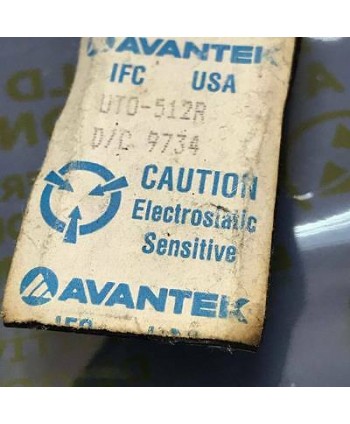 AVANTEK
IFC USA
UTO-512R
D/C 9734
CAUTION
Electrostatic
Sensitive
AVANTEK